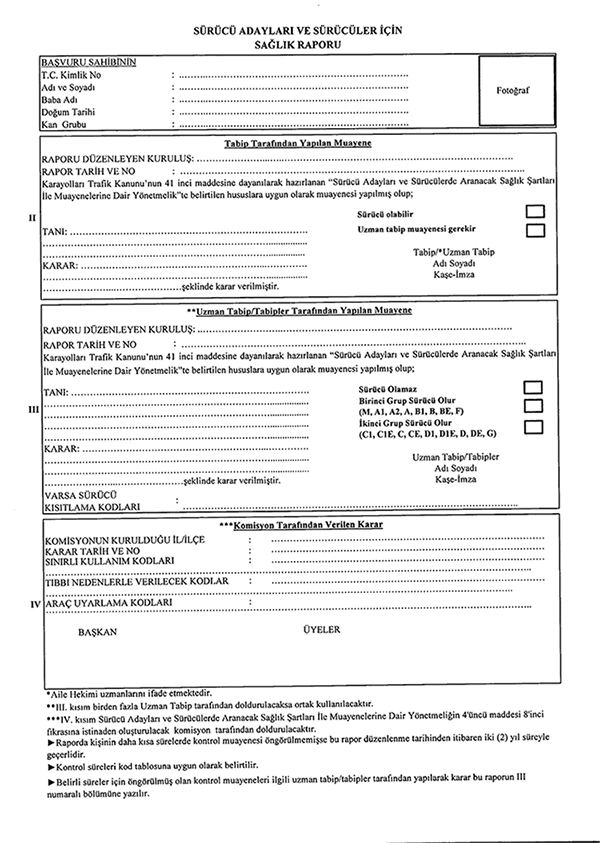 SÜRÜCÜ ADAYLARI VE SÜRÜCÜLER İÇİN
SAĞLIK RAPORU
BAŞVURU SAHİBİNİN
T.C. Kimlik No : ........................................
Adı ve Soyadı : ........................................
Baba Adı : ........................................
Doğum Tarihi : ........................................
Kan Grubu : ........................................
Fotoğraf
Tabip Tarafından Yapılan Muayene
RAPORU DÜZENLEYEN KURULUŞ: ........................................
RAPOR TARİH VE NO : ........................................
Karayolları Trafik Kanunu'nun 41 inci maddesine dayanılarak hazırlanan "Sürücü Adayları ve Sürücülerde Aranacak Sağlık Şartları
İle Muayenelerine Dair Yönetmelik"te belirtilen hususlara uygun olarak muayenesi yapılmış olup;
II
Sürücü olabilir
TANI: ........................................
Uzman tabip muayenesi gerekir
........................................
........................................
Tabip/*Uzman Tabip
KARAR: ........................................
Adı Soyadı
........................................
Kaşe-İmza
........................................şeklinde karar verilmiştir.
**Uzman Tabip/Tabipler Tarafından Yapılan Muayene
RAPORU DÜZENLEYEN KURULUŞ: ........................................
RAPOR TARİH VE NO : ........................................
Karayolları Trafik Kanunu'nun 41 inci maddesine dayanılarak hazırlanan "Sürücü Adayları ve Sürücülerde Aranacak Sağlık Şartları
İle Muayenelerine Dair Yönetmelik"te belirtilen hususlara uygun olarak muayenesi yapılmış olup;
TANI: ........................................
Sürücü Olamaz
........................................
Birinci Grup Sürücü Olur
III
(M, A1, A2, A, B1, B, BE, F)
........................................
İkinci Grup Sürücü Olur
(C1, C1E, C, CE, D1, D1E, D, DE, G)
KARAR: ........................................
Uzman Tabip/Tabipler
........................................
Adı Soyadı
........................................şeklinde karar verilmiştir.
Kaşe-İmza
VARSA SÜRÜCÜ
KISITLAMA KODLARI : ........................................
***Komisyon Tarafından Verilen Karar
KOMİSYONUN KURULDUĞU İL/İLÇE : ........................................
KARAR TARİH VE NO : ........................................
SINIRLI KULLANIM KODLARI : ........................................
........................................
TIBBİ NEDENLERLE VERİLECEK KODLAR : ........................................
........................................
IV
ARAÇ UYARLAMA KODLARI : ........................................
........................................
BAŞKAN ÜYELER
*Aile Hekimi uzmanlarını ifade etmektedir.
**III. kısım birden fazla Uzman Tabip tarafından doldurulacaksa ortak kullanılacaktır.
***IV. kısım Sürücü Adayları ve Sürücülerde Aranacak Sağlık Şartları İle Muayenelerine Dair Yönetmeliğin 4'üncü maddesi 8'inci
fıkrasına istinaden oluşturulacak komisyon tarafından doldurulacaktır.
►Raporda kişinin daha kısa sürelerde kontrol muayenesi öngörülmemişse bu rapor düzenlenme tarihinden itibaren iki (2) yıl süreyle
geçerlidir.
►Kontrol süreleri kod tablosuna uygun olarak belirtilir.
►Belirli süreler için öngörülmüş olan kontrol muayeneleri ilgili uzman tabip/tabipler tarafından yapılarak karar bu raporun III
numaralı bölümüne yazılır.